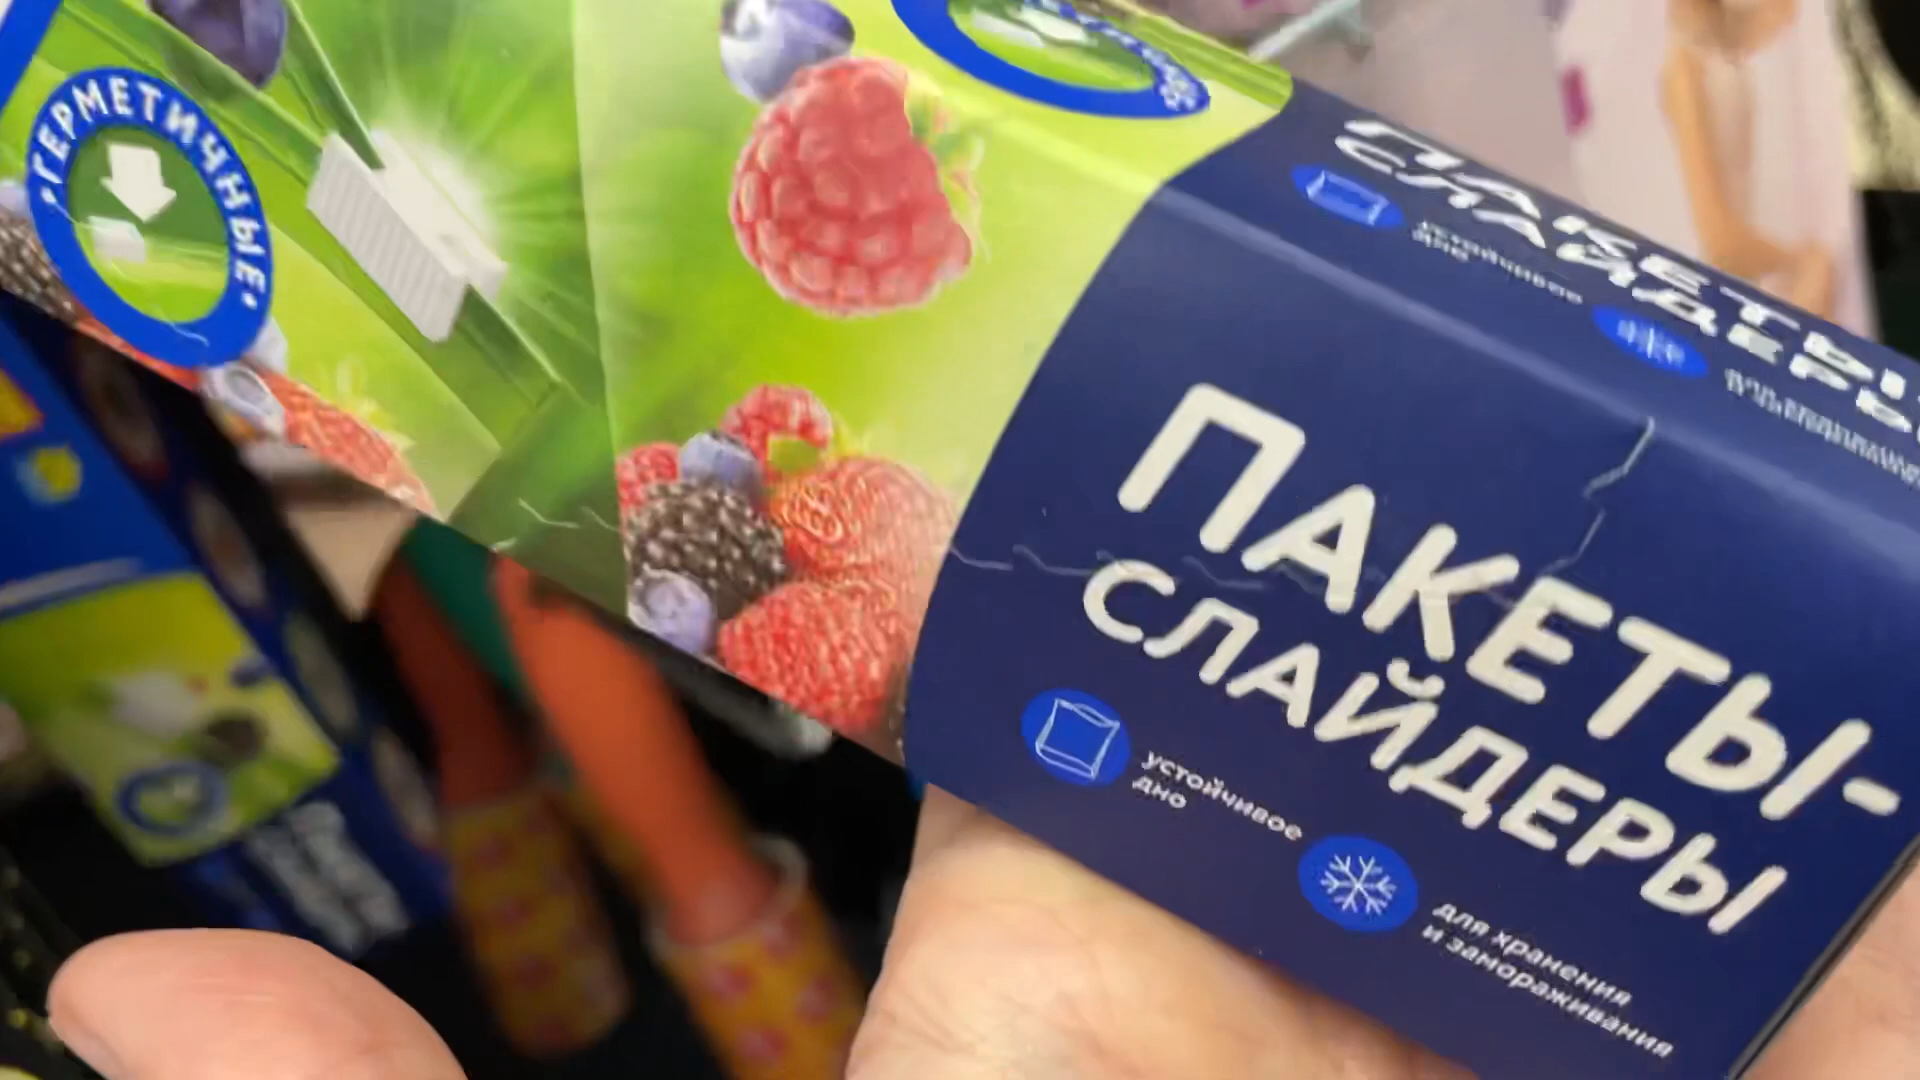 ·ГЕРМЕТИЧНЫЕ·
ПАКЕТЫ-
СЛАЙДЕРЫ
устойчивое
дно
ПАКЕТЫ-
СЛАЙДЕРЫ
устойчивое
дно
для хранения
и замораживания